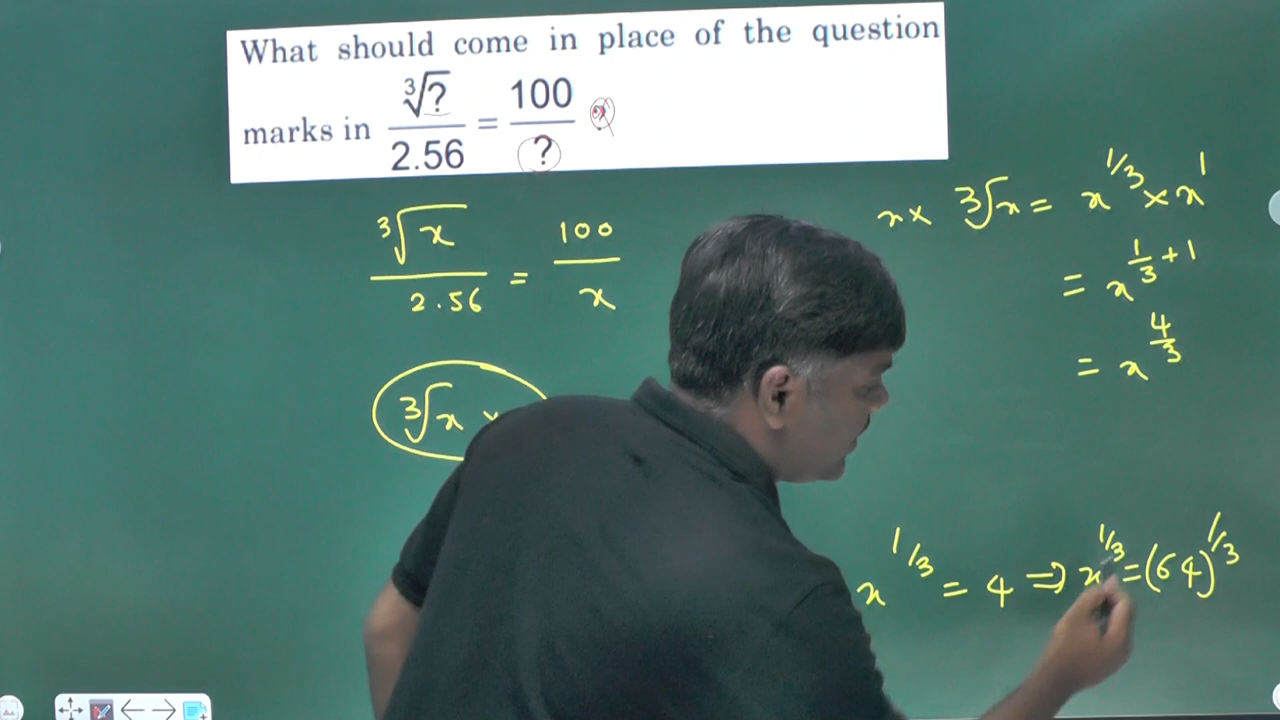 What should come in place of the question
marks in ∛? / 2.56 = 100 / ?
∛x / 2.56 = 100 / x
∛x ×
x × ∛x = x^1/3 × x^1
= x^1/3 + 1
= x^4/3
x^1/3 = 4 ⇒ x^1/3 = (64)^1/3